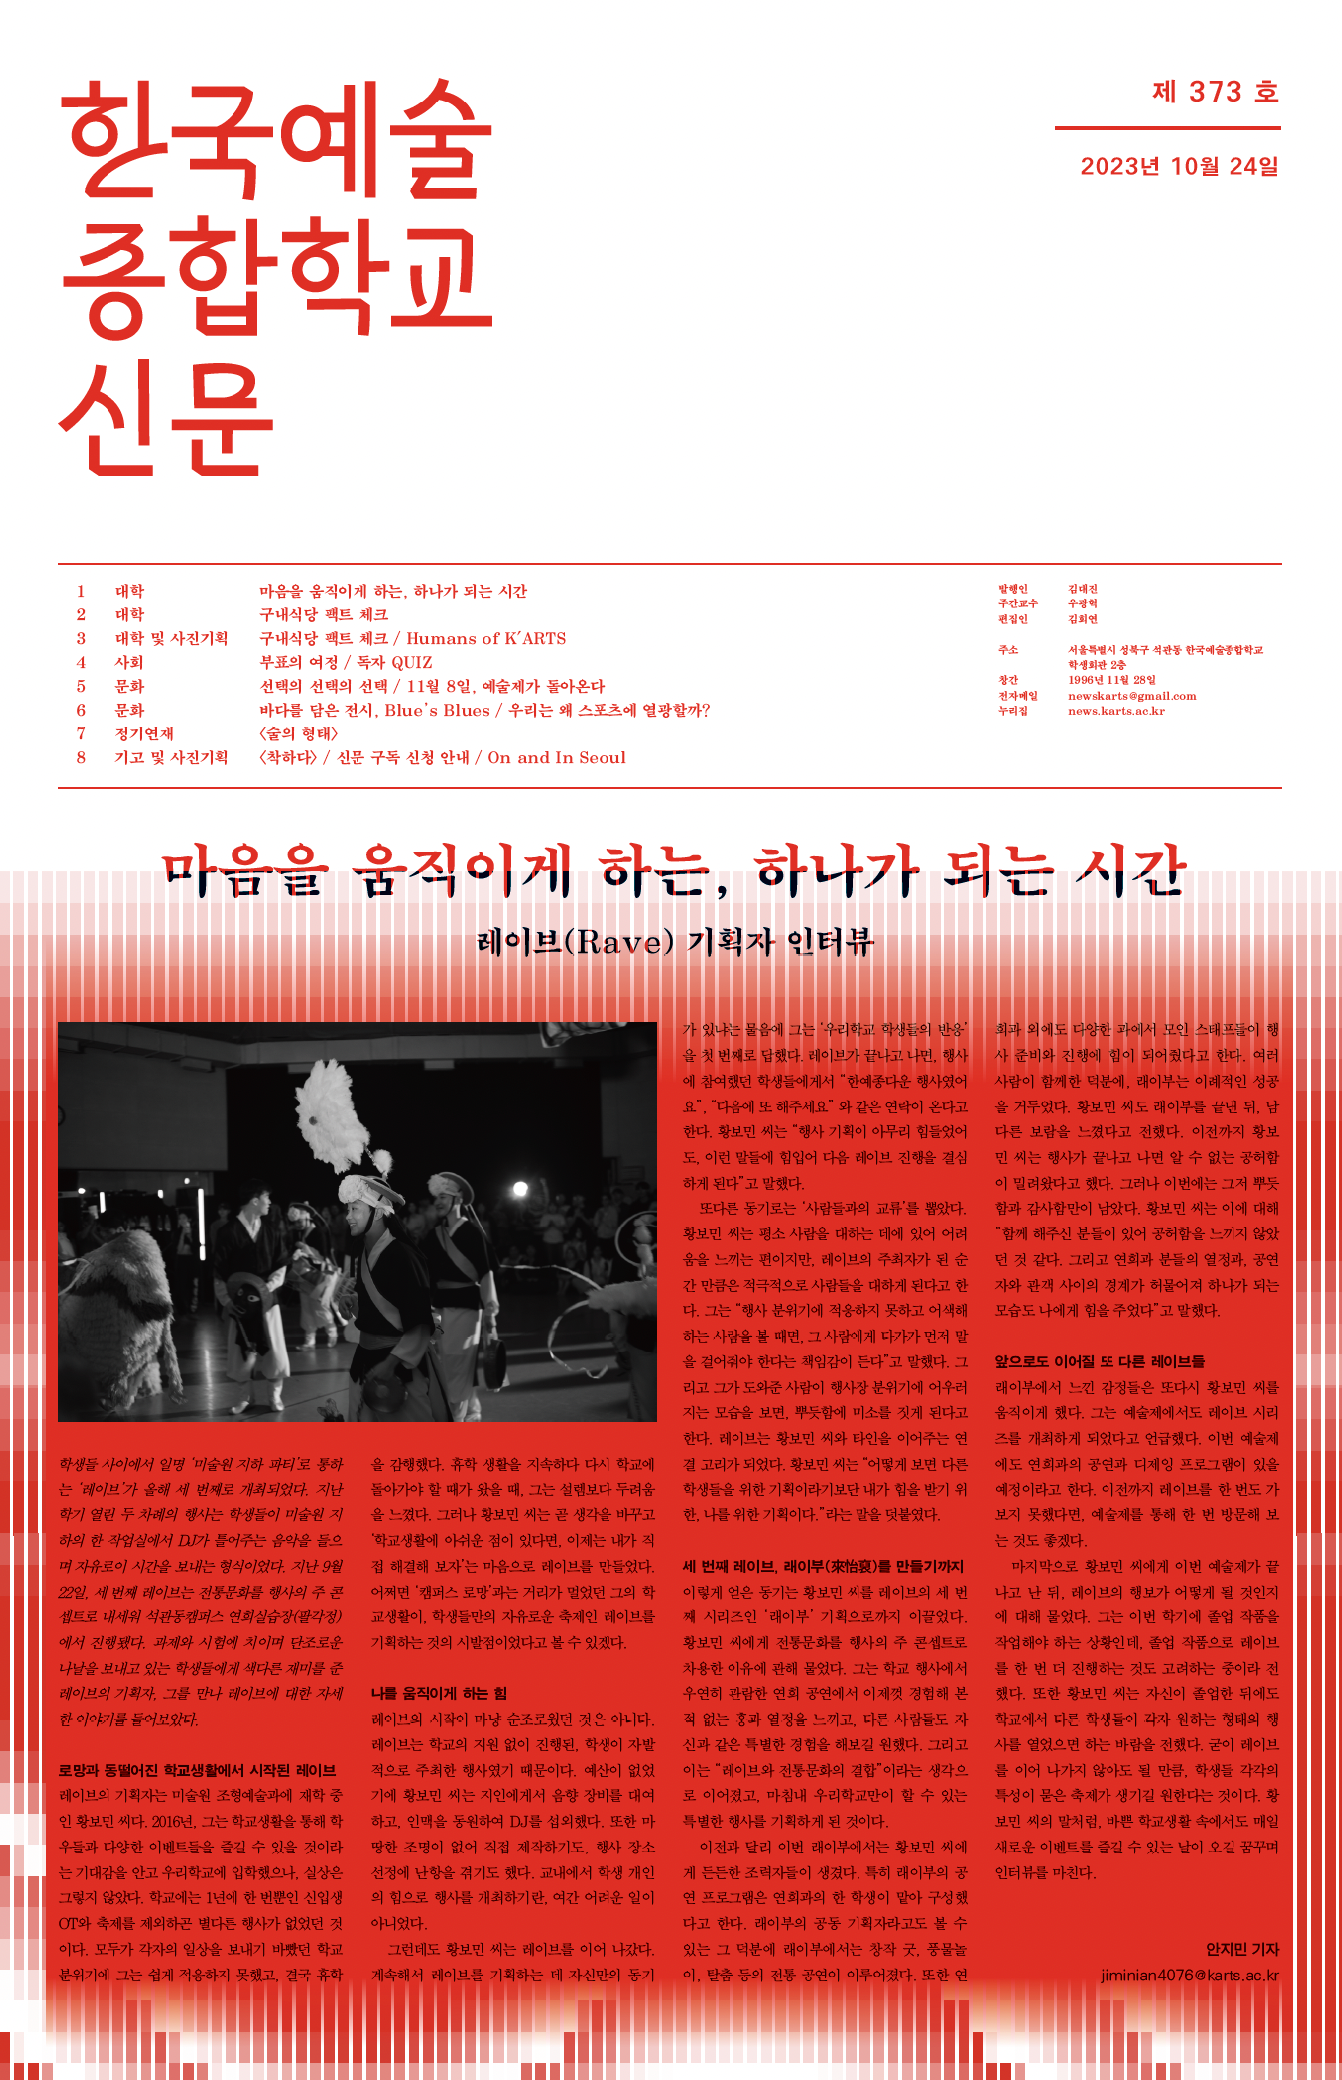 한국예술
종합학교
신문
제 373 호
2023년 10월 24일
1 대학 마음을 움직이게 하는, 하나가 되는 시간
2 대학 구내식당 팩트 체크
3 대학 및 사진기획 구내식당 팩트 체크 / Humans of K'ARTS
4 사회 부표의 여정 / 독자 QUIZ
5 문화 선택의 선택의 선택 / 11월 8일, 예술제가 돌아온다
6 문화 바다를 담은 전시, Blue's Blues / 우리는 왜 스포츠에 열광할까?
7 정기연재 〈술의 형태〉
8 기고 및 사진기획 〈착하다〉 / 신문 구독 신청 안내 / On and In Seoul
발행인 김대진
주간교수 우광혁
편집인 김희연
주소 서울특별시 성북구 석관동 한국예술종합학교
학생회관 2층
창간 1996년 11월 28일
전자메일 newskarts@gmail.com
누리집 news.karts.ac.kr
마음을 움직이게 하는, 하나가 되는 시간
레이브(Rave) 기획자 인터뷰
학생들 사이에서 일명 '미술원 지하 파티'로 통하
는 '레이브'가 올해 세 번째로 개최되었다. 지난
학기 열린 두 차례의 행사는 학생들이 미술원 지
하의 한 작업실에서 DJ가 틀어주는 음악을 들으
며 자유로이 시간을 보내는 형식이었다. 지난 9월
22일, 세 번째 레이브는 전통문화를 행사의 주 콘
셉트로 내세워 석관동캠퍼스 연희실습장(팔각정)
에서 진행됐다. 과제와 시험에 치이며 단조로운
나날을 보내고 있는 학생들에게 색다른 재미를 준
레이브의 기획자, 그를 만나 레이브에 대한 자세
한 이야기를 들어보았다.
로망과 동떨어진 학교생활에서 시작된 레이브
레이브의 기획자는 미술원 조형예술과에 재학 중
인 황보민 씨다. 2016년, 그는 학교생활을 통해 학
우들과 다양한 이벤트들을 즐길 수 있을 것이라
는 기대감을 안고 우리학교에 입학했으나, 실상은
그렇지 않았다. 학교에는 1년에 한 번뿐인 신입생
OT와 축제를 제외하곤 별다른 행사가 없었던 것
이다. 모두가 각자의 일상을 보내기 바빴던 학교
분위기에 그는 쉽게 적응하지 못했고, 결국 휴학
을 감행했다. 휴학 생활을 지속하다 다시 학교에
돌아가야 할 때가 왔을 때, 그는 설렘보다 두려움
을 느꼈다. 그러나 황보민 씨는 곧 생각을 바꾸고
'학교생활에 아쉬운 점이 있다면, 이제는 내가 직
접 해결해 보자'는 마음으로 레이브를 만들었다.
어쩌면 '캠퍼스 로망'과는 거리가 멀었던 그의 학
교생활이, 학생들만의 자유로운 축제인 레이브를
기획하는 것의 시발점이었다고 볼 수 있겠다.
나를 움직이게 하는 힘
레이브의 시작이 마냥 순조로웠던 것은 아니다.
레이브는 학교의 지원 없이 진행된, 학생이 자발
적으로 주최한 행사였기 때문이다. 예산이 없었
기에 황보민 씨는 지인에게서 음향 장비를 대여
하고, 인맥을 동원하여 DJ를 섭외했다. 또한 마
땅한 조명이 없어 직접 제작하기도, 행사 장소
선정에 난항을 겪기도 했다. 교내에서 학생 개인
의 힘으로 행사를 개최하기란, 여간 어려운 일이
아니었다.
그런데도 황보민 씨는 레이브를 이어 나갔다.
계속해서 레이브를 기획하는 데 자신만의 동기
가 있냐는 물음에 그는 '우리학교 학생들의 반응'
을 첫 번째로 답했다. 레이브가 끝나고 나면, 행사
에 참여했던 학생들에게서 "한예종다운 행사였어
요", "다음에 또 해주세요" 와 같은 연락이 온다고
한다. 황보민 씨는 "행사 기획이 아무리 힘들었어
도, 이런 말들에 힘입어 다음 레이브 진행을 결심
하게 된다"고 말했다.
또다른 동기로는 '사람들과의 교류'를 뽑았다.
황보민 씨는 평소 사람을 대하는 데에 있어 어려
움을 느끼는 편이지만, 레이브의 주최자가 된 순
간 만큼은 적극적으로 사람들을 대하게 된다고 한
다. 그는 "행사 분위기에 적응하지 못하고 어색해
하는 사람을 볼 때면, 그 사람에게 다가가 먼저 말
을 걸어줘야 한다는 책임감이 든다"고 말했다. 그
리고 그가 도와준 사람이 행사장 분위기에 어우러
지는 모습을 보면, 뿌듯함에 미소를 짓게 된다고
한다. 레이브는 황보민 씨와 타인을 이어주는 연
결 고리가 되었다. 황보민 씨는 "어떻게 보면 다른
학생들을 위한 기획이라기보단 내가 힘을 받기 위
한, 나를 위한 기획이다."라는 말을 덧붙였다.
세 번째 레이브, 래이부(來怡裒)를 만들기까지
이렇게 얻은 동기는 황보민 씨를 레이브의 세 번
째 시리즈인 '래이부' 기획으로까지 이끌었다.
황보민 씨에게 전통문화를 행사의 주 콘셉트로
차용한 이유에 관해 물었다. 그는 학교 행사에서
우연히 관람한 연희 공연에서 이제껏 경험해 본
적 없는 흥과 열정을 느끼고, 다른 사람들도 자
신과 같은 특별한 경험을 해보길 원했다. 그리고
이는 "레이브와 전통문화의 결합"이라는 생각으
로 이어졌고, 마침내 우리학교만이 할 수 있는
특별한 행사를 기획하게 된 것이다.
이전과 달리 이번 래이부에서는 황보민 씨에
게 든든한 조력자들이 생겼다. 특히 래이부의 공
연 프로그램은 연희과의 한 학생이 맡아 구성했
다고 한다. 래이부의 공동 기획자라고도 볼 수
있는 그 덕분에 래이부에서는 창작 굿, 풍물놀
이, 탈춤 등의 전통 공연이 이루어졌다. 또한 연
희과 외에도 다양한 과에서 모인 스태프들이 행
사 준비와 진행에 힘이 되어줬다고 한다. 여러
사람이 함께한 덕분에, 래이부는 이례적인 성공
을 거두었다. 황보민 씨도 래이부를 끝낸 뒤, 남
다른 보람을 느꼈다고 전했다. 이전까지 황보
민 씨는 행사가 끝나고 나면 알 수 없는 공허함
이 밀려왔다고 했다. 그러나 이번에는 그저 뿌듯
함과 감사함만이 남았다. 황보민 씨는 이에 대해
"함께 해주신 분들이 있어 공허함을 느끼지 않았
던 것 같다. 그리고 연희과 분들의 열정과, 공연
자와 관객 사이의 경계가 허물어져 하나가 되는
모습도 나에게 힘을 주었다"고 말했다.
앞으로도 이어질 또 다른 레이브들
래이부에서 느낀 감정들은 또다시 황보민 씨를
움직이게 했다. 그는 예술제에서도 레이브 시리
즈를 개최하게 되었다고 언급했다. 이번 예술제
에도 연희과의 공연과 디제잉 프로그램이 있을
예정이라고 한다. 이전까지 레이브를 한 번도 가
보지 못했다면, 예술제를 통해 한 번 방문해 보
는 것도 좋겠다.
마지막으로 황보민 씨에게 이번 예술제가 끝
나고 난 뒤, 레이브의 행보가 어떻게 될 것인지
에 대해 물었다. 그는 이번 학기에 졸업 작품을
작업해야 하는 상황인데, 졸업 작품으로 레이브
를 한 번 더 진행하는 것도 고려하는 중이라 전
했다. 또한 황보민 씨는 자신이 졸업한 뒤에도
학교에서 다른 학생들이 각자 원하는 형태의 행
사를 열었으면 하는 바람을 전했다. 굳이 레이브
를 이어 나가지 않아도 될 만큼, 학생들 각각의
특성이 묻은 축제가 생기길 원한다는 것이다. 황
보민 씨의 말처럼, 바쁜 학교생활 속에서도 매일
새로운 이벤트를 즐길 수 있는 날이 오길 꿈꾸며
인터뷰를 마친다.
안지민 기자
jiminian4076@karts.ac.kr